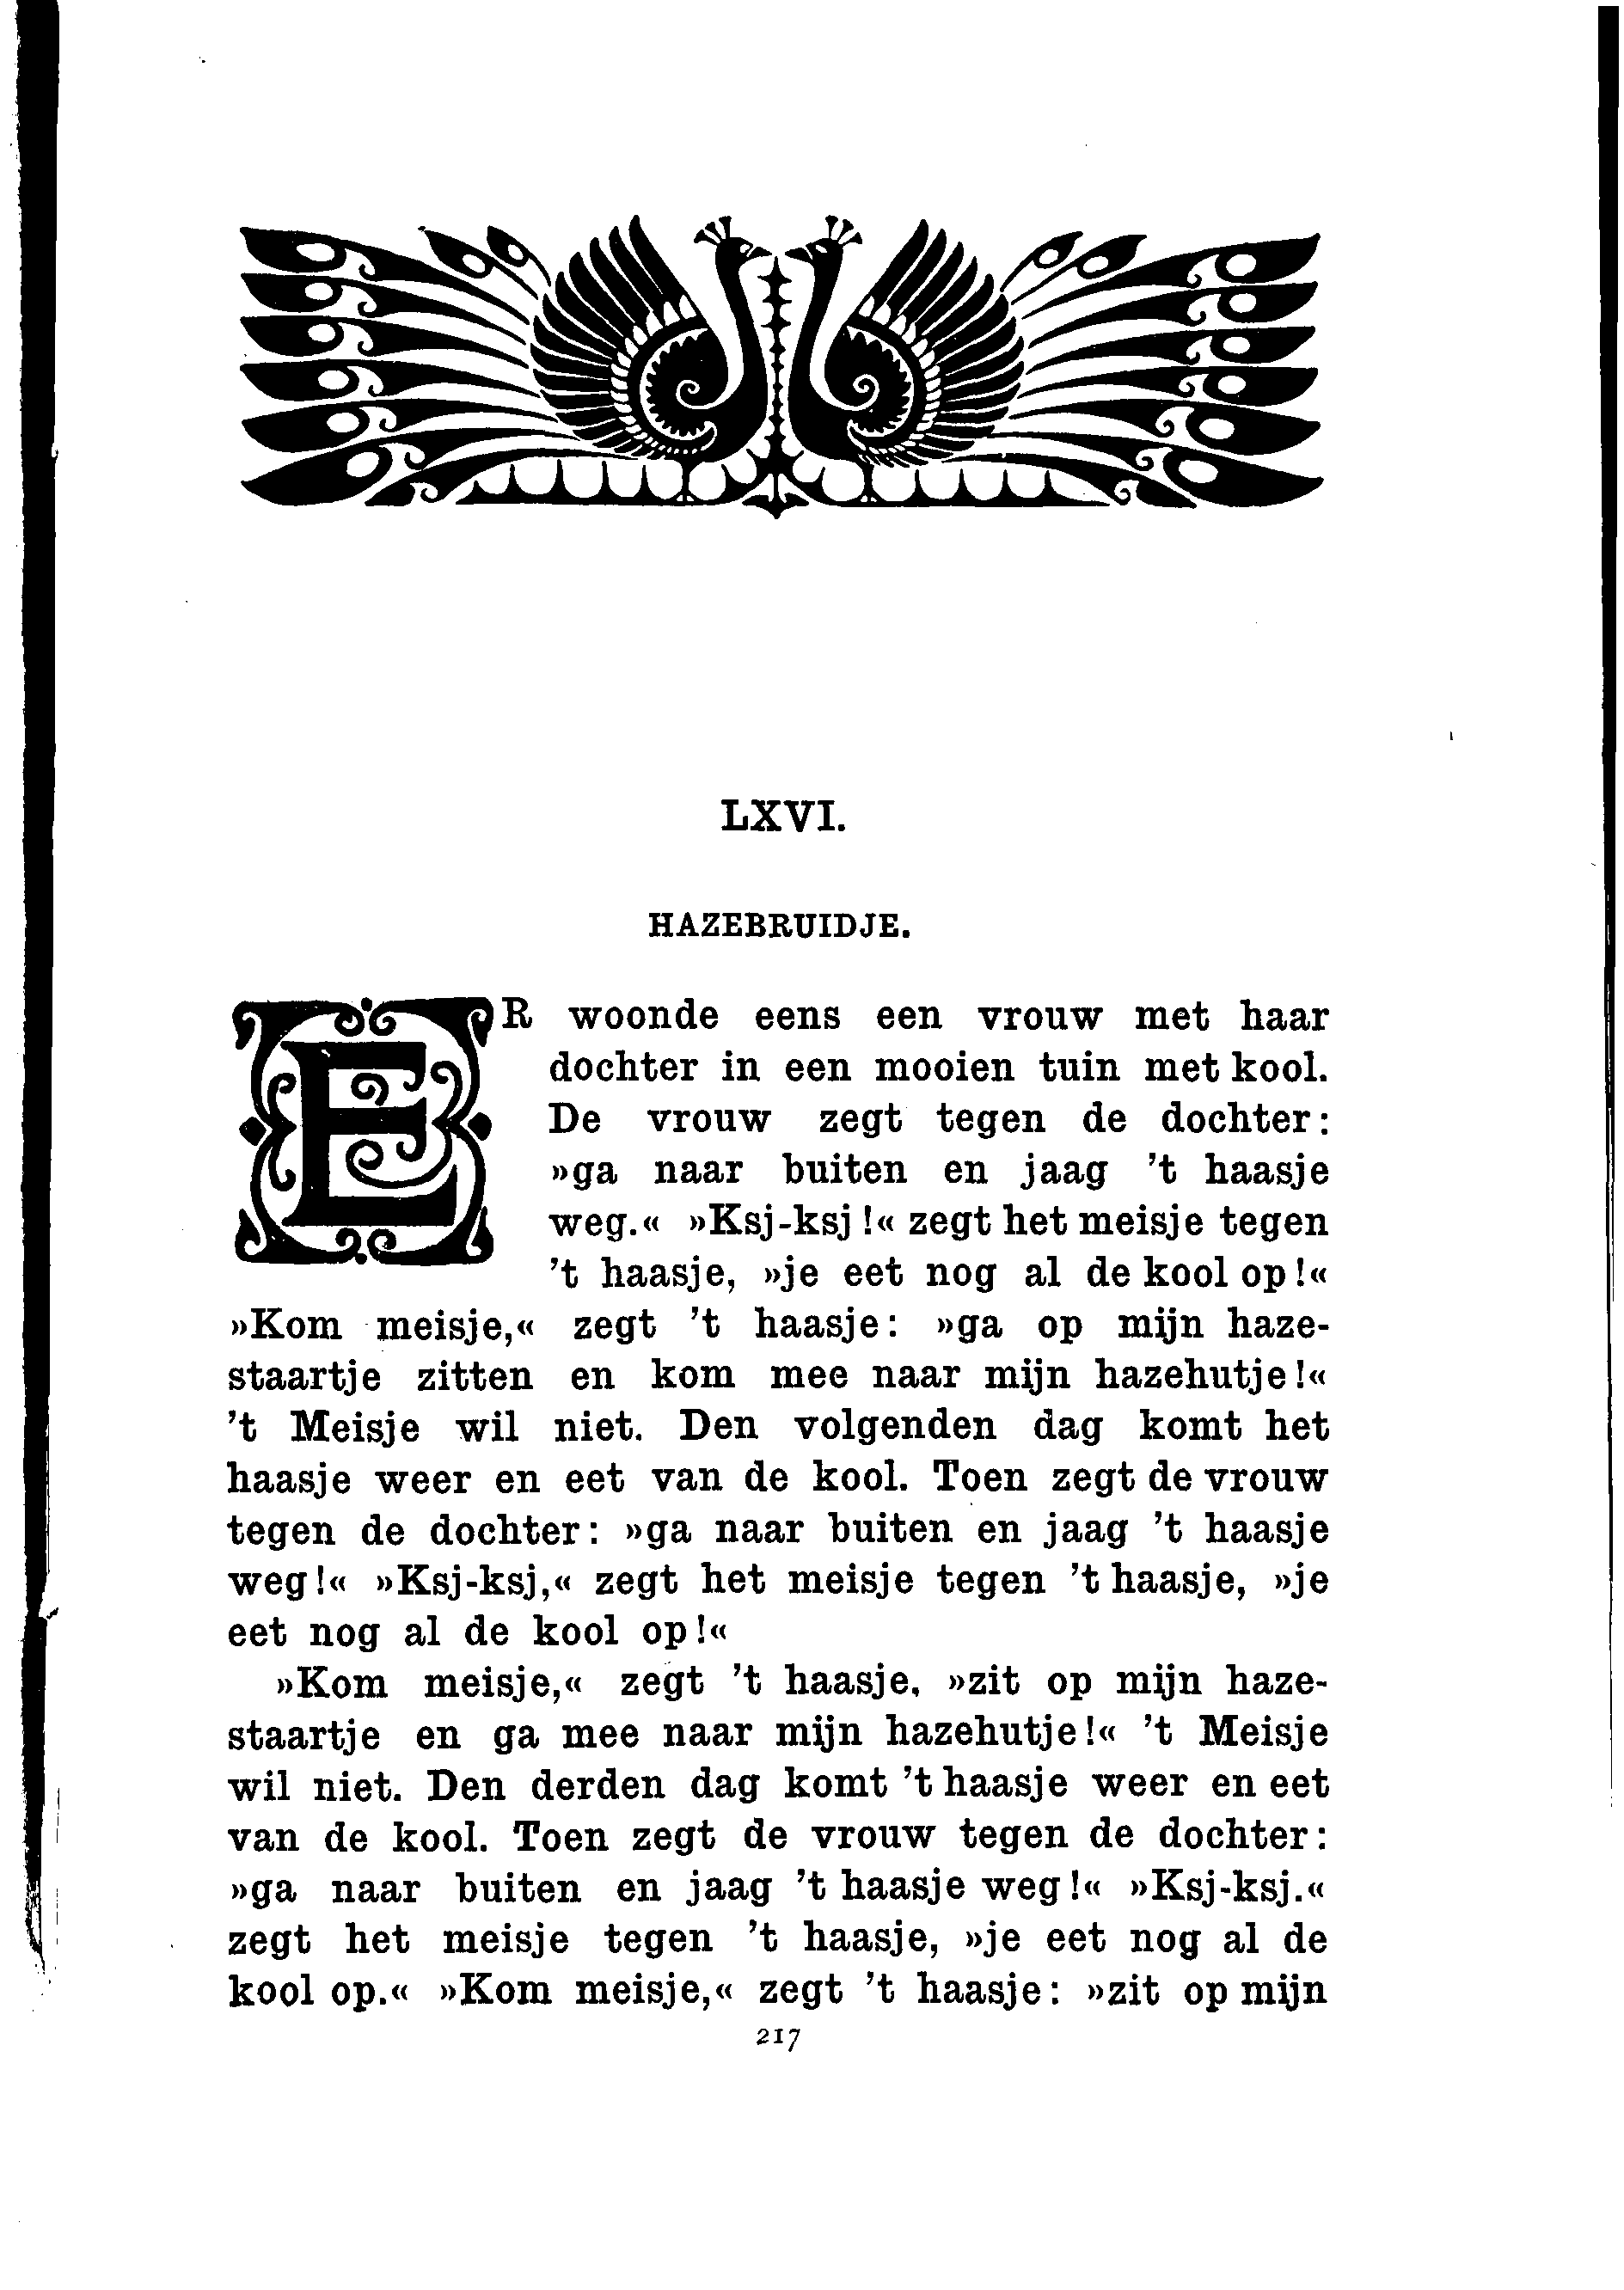 LXVI.
HAZEBRUIDJE.
ER woonde eens een vrouw met haar
dochter in een mooien tuin met kool.
De vrouw zegt tegen de dochter:
»ga naar buiten en jaag 't haasje
weg.« »Ksj-ksj!« zegt het meisje tegen
't haasje, »je eet nog al de kool op!«
»Kom meisje,« zegt 't haasje: »ga op mijn haze-
staartje zitten en kom mee naar mijn hazehutje!«
't Meisje wil niet. Den volgenden dag komt het
haasje weer en eet van de kool. Toen zegt de vrouw
tegen de dochter: »ga naar buiten en jaag 't haasje
weg!« »Ksj-ksj,« zegt het meisje tegen 't haasje, »je
eet nog al de kool op!«
»Kom meisje,« zegt 't haasje, »zit op mijn haze-
staartje en ga mee naar mijn hazehutje!« 't Meisje
wil niet. Den derden dag komt 't haasje weer en eet
van de kool. Toen zegt de vrouw tegen de dochter:
»ga naar buiten en jaag 't haasje weg!« »Ksj-ksj.«
zegt het meisje tegen 't haasje, »je eet nog al de
kool op.« »Kom meisje,« zegt 't haasje: »zit op mijn
217